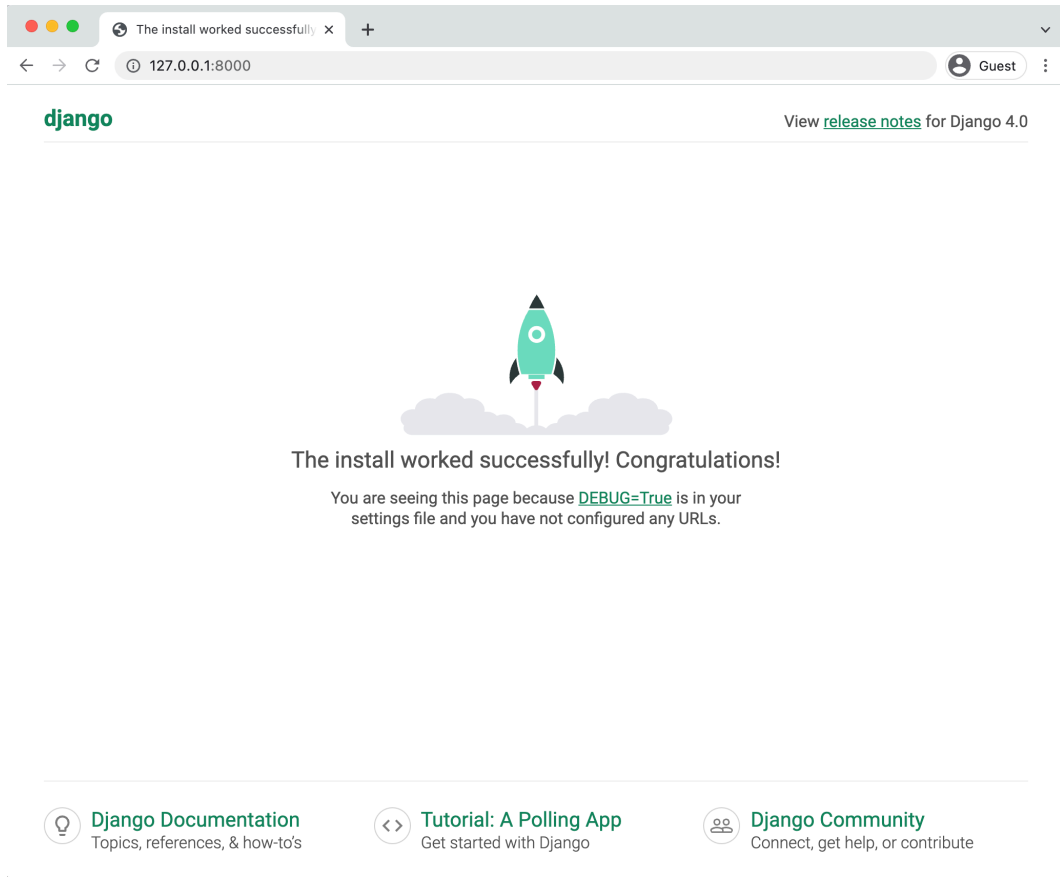 The install worked successfully
127.0.0.1:8000
Guest
django
View release notes for Django 4.0
The install worked successfully! Congratulations!
You are seeing this page because DEBUG=True is in your
settings file and you have not configured any URLs.
Django Documentation
Topics, references, & how-to's
Tutorial: A Polling App
Get started with Django
Django Community
Connect, get help, or contribute